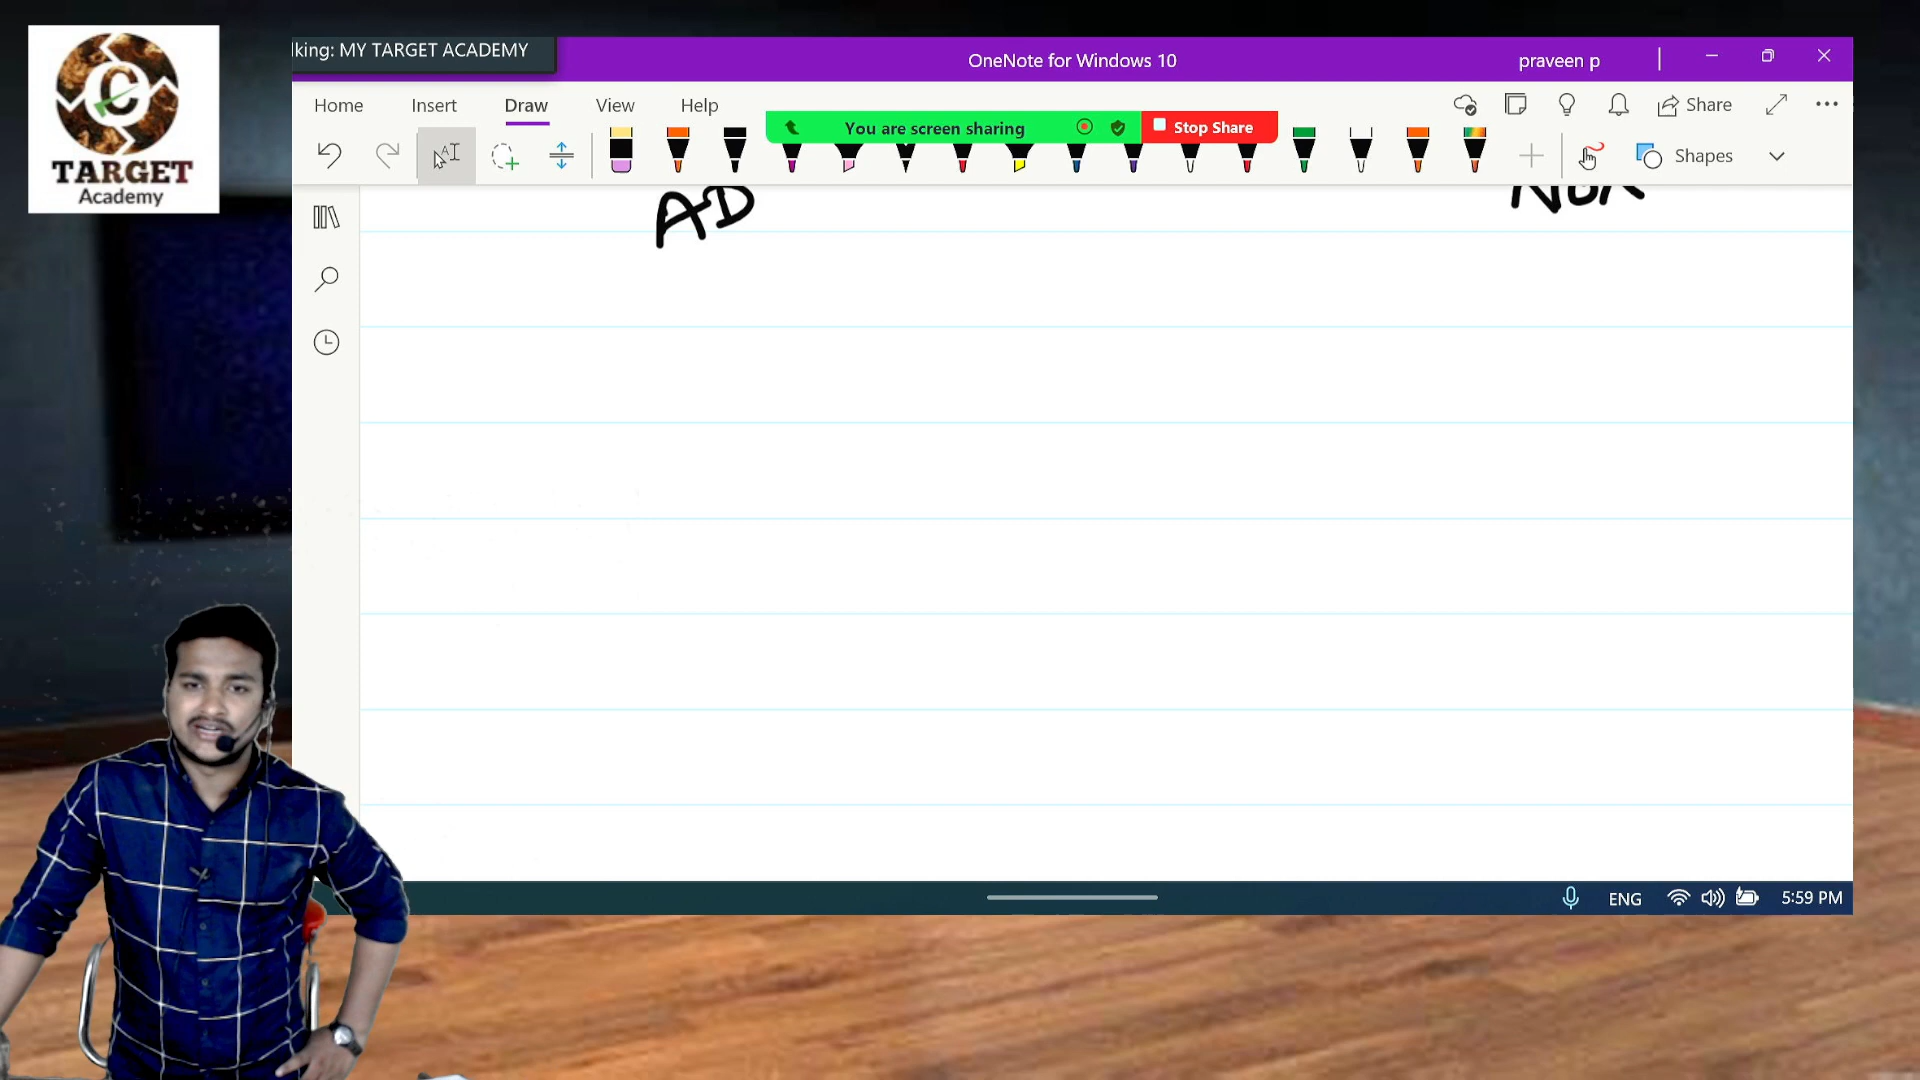 lking: MY TARGET ACADEMY
OneNote for Windows 10
praveen p
Home Insert Draw View Help
Share
You are screen sharing
Stop Share
Shapes
TARGET
Academy
AD
ENG
5:59 PM